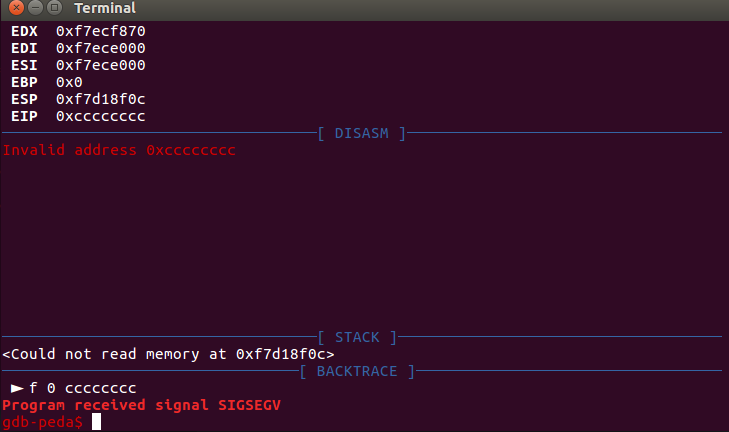 Terminal
EDX 0xf7ecf870
EDI 0xf7ece000
ESI 0xf7ece000
EBP 0x0
ESP 0xf7d18f0c
EIP 0xcccccccc
[ DISASM ]
Invalid address 0xcccccccc
[ STACK ]
<Could not read memory at 0xf7d18f0c>
[ BACKTRACE ]
► f 0 cccccccc
Program received signal SIGSEGV
gdb-peda$